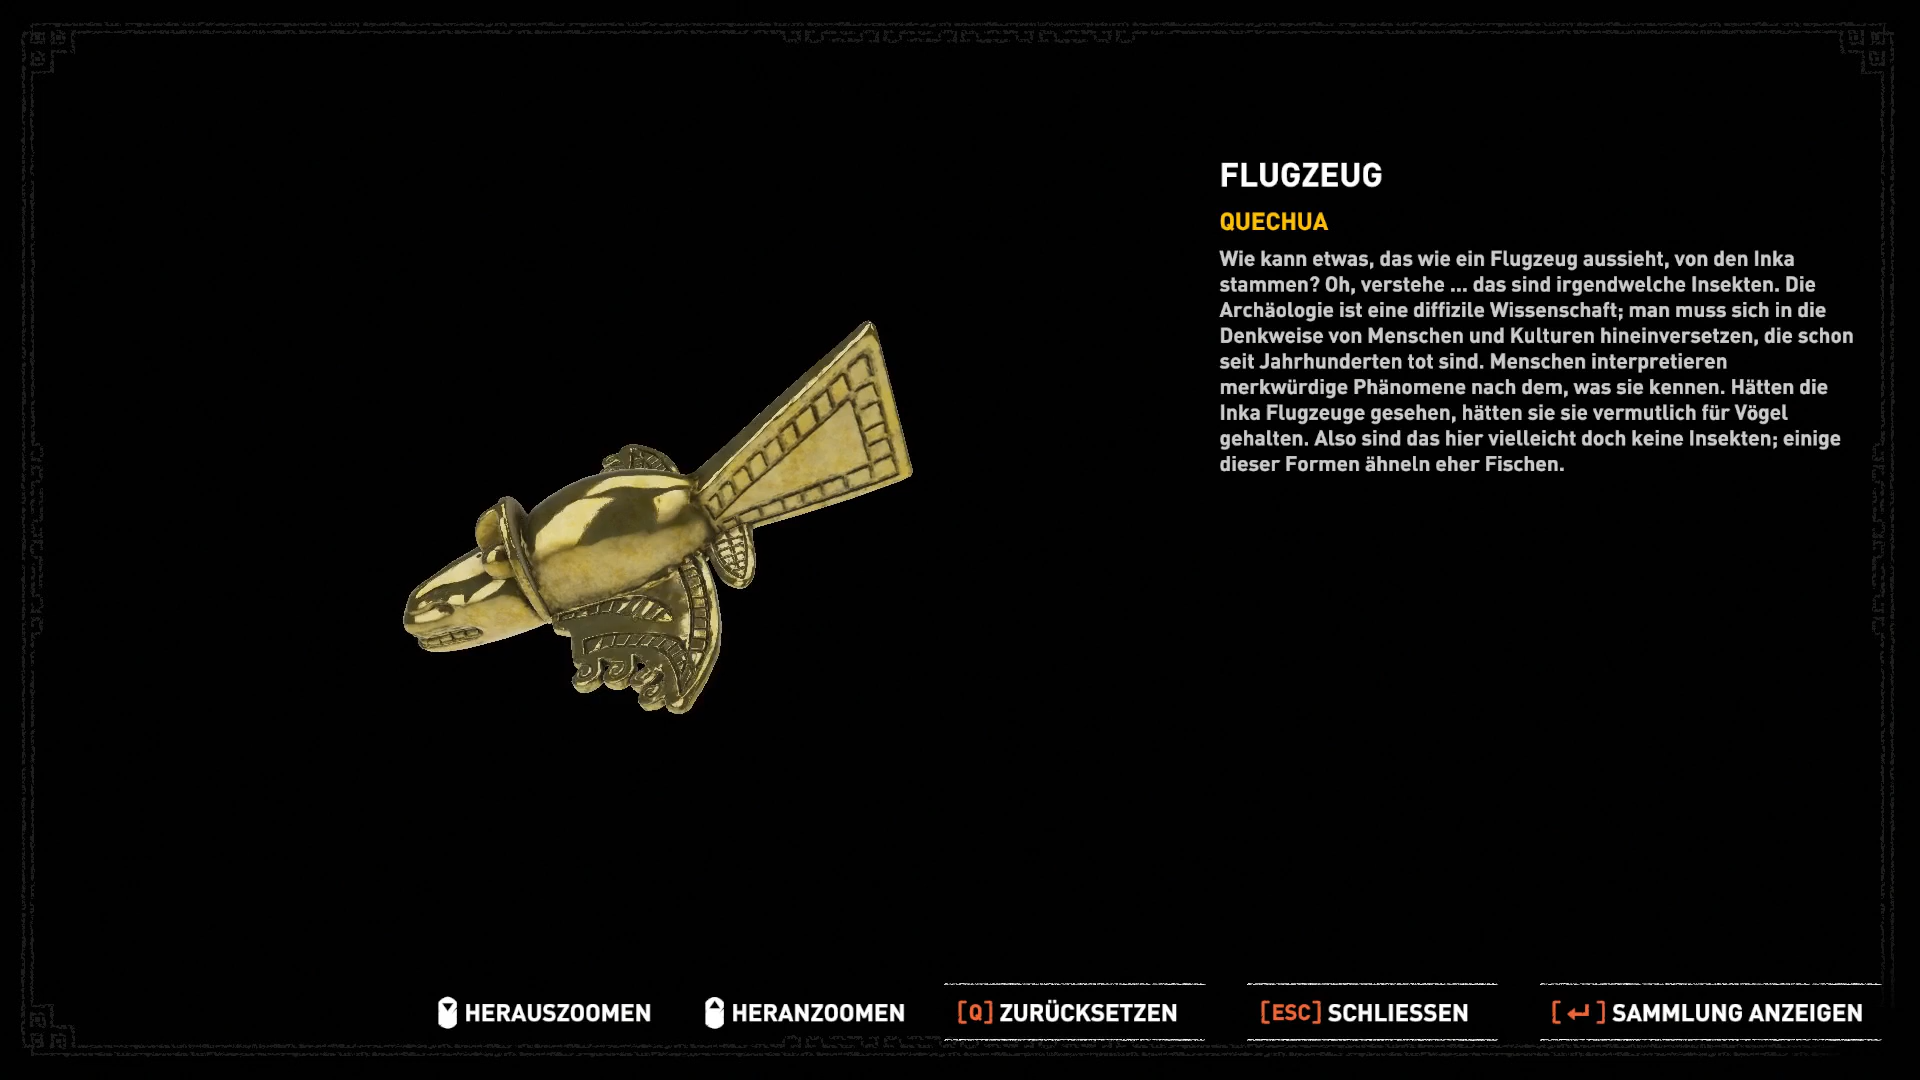 FLUGZEUG
QUECHUA
Wie kann etwas, das wie ein Flugzeug aussieht, von den Inka
stammen? Oh, verstehe ... das sind irgendwelche Insekten. Die
Archäologie ist eine diffizile Wissenschaft; man muss sich in die
Denkweise von Menschen und Kulturen hineinversetzen, die schon
seit Jahrhunderten tot sind. Menschen interpretieren
merkwürdige Phänomene nach dem, was sie kennen. Hätten die
Inka Flugzeuge gesehen, hätten sie sie vermutlich für Vögel
gehalten. Also sind das hier vielleicht doch keine Insekten; einige
dieser Formen ähneln eher Fischen.
HERAUSZOOMEN HERANZOOMEN [Q] ZURÜCKSETZEN [ESC] SCHLIESSEN [↵] SAMMLUNG ANZEIGEN